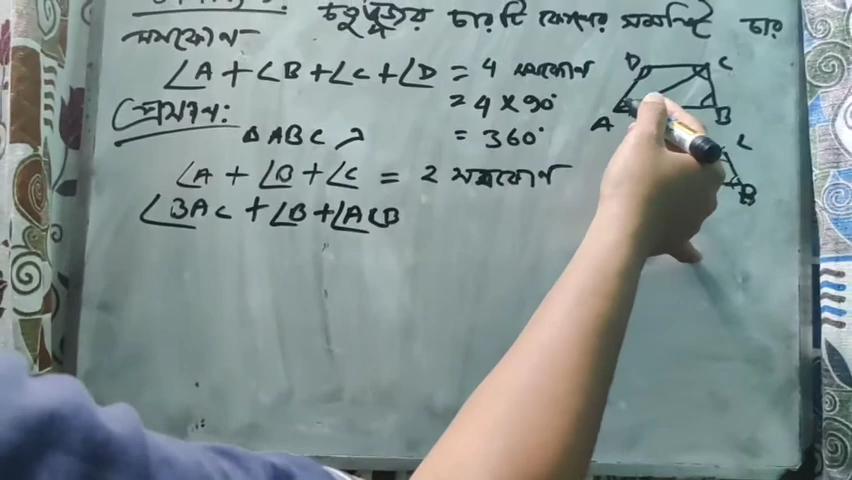 চতুর্ভুজের চারটি কোণের সমষ্টি চার
সমকোণ
∠A + ∠B + ∠C + ∠D = 4 সমকোণ
= 4 × 90°
= 360°
প্রমাণ:
Δ ABC এ
∠A + ∠B + ∠C = 2 সমকোণ
∠BAC + ∠B + ∠ACB
D C
A B
C
B